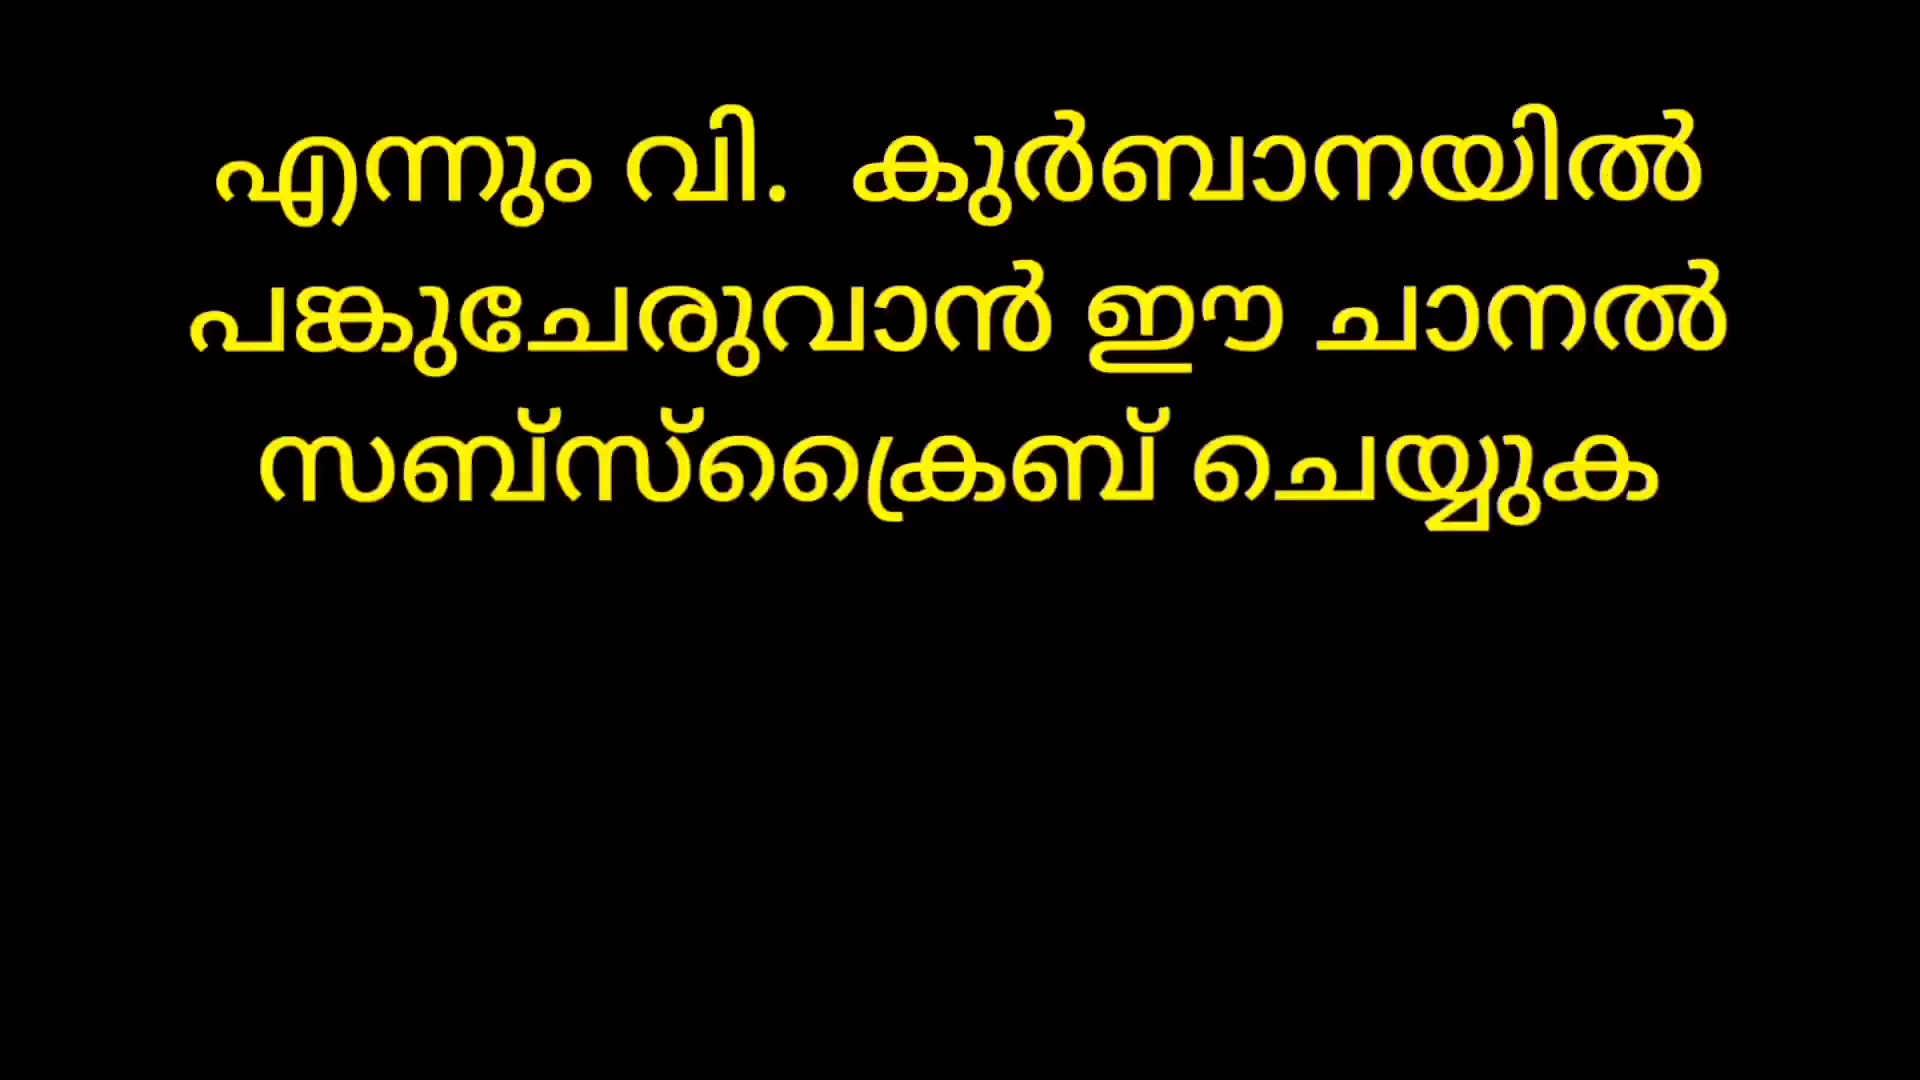 എന്നും വി. കുർബാനയിൽ
പങ്കുചേരുവാൻ ഈ ചാനൽ
സബ്സ്ക്രൈബ് ചെയ്യുക